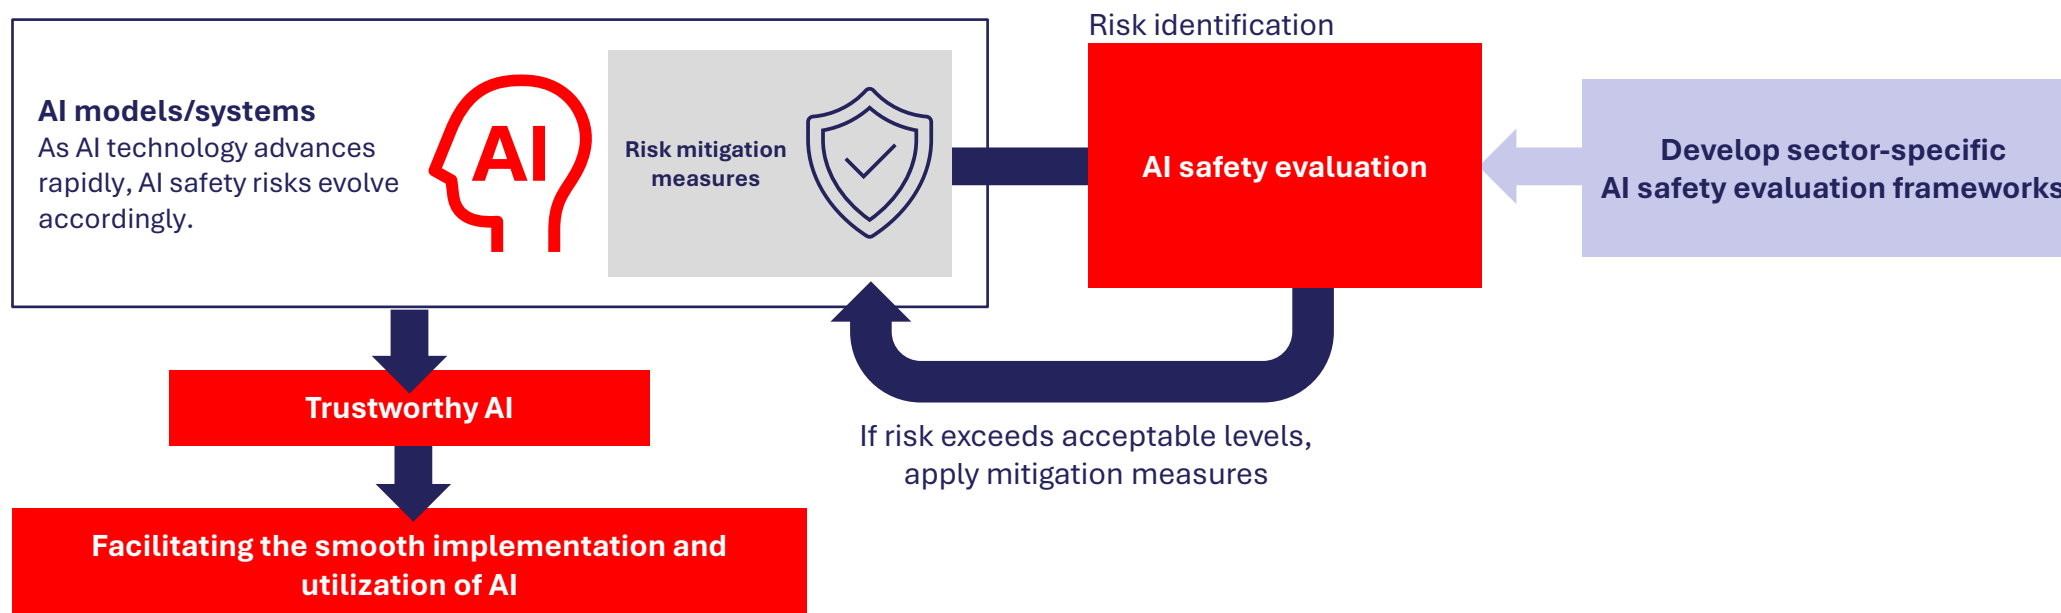 Risk identification
AI models/systems
As AI technology advances
rapidly, AI safety risks evolve
accordingly.
AI
Risk mitigation
measures
AI safety evaluation
Develop sector-specific
AI safety evaluation frameworks
If risk exceeds acceptable levels,
apply mitigation measures
Trustworthy AI
Facilitating the smooth implementation and
utilization of AI